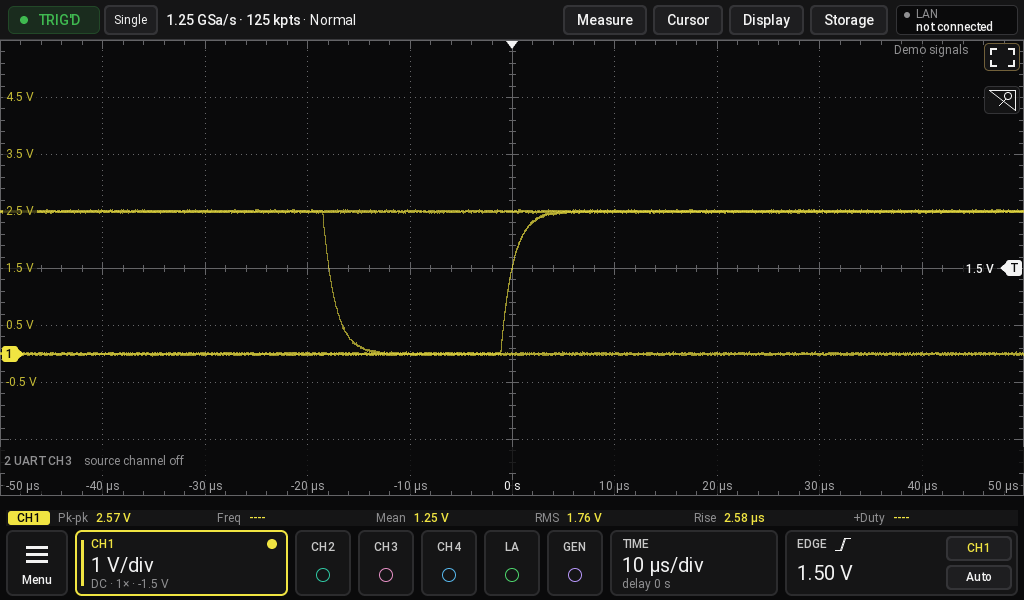 TRIG'D
Single
1.25 GSa/s · 125 kpts · Normal
Measure
Cursor
Display
Storage
LAN
not connected
Demo signals
4.5 V
3.5 V
2.5 V
1.5 V
1.5 V
T
0.5 V
1
-0.5 V
2 UART CH3 source channel off
-50 µs
-40 µs
-30 µs
-20 µs
-10 µs
0 s
10 µs
20 µs
30 µs
40 µs
50 µs
CH1
Pk-pk 2.57 V
Freq ----
Mean 1.25 V
RMS 1.76 V
Rise 2.58 µs
+Duty ----
Menu
CH1
1 V/div
DC · 1× · -1.5 V
CH2
CH3
CH4
LA
GEN
TIME
10 µs/div
delay 0 s
EDGE
1.50 V
CH1
Auto